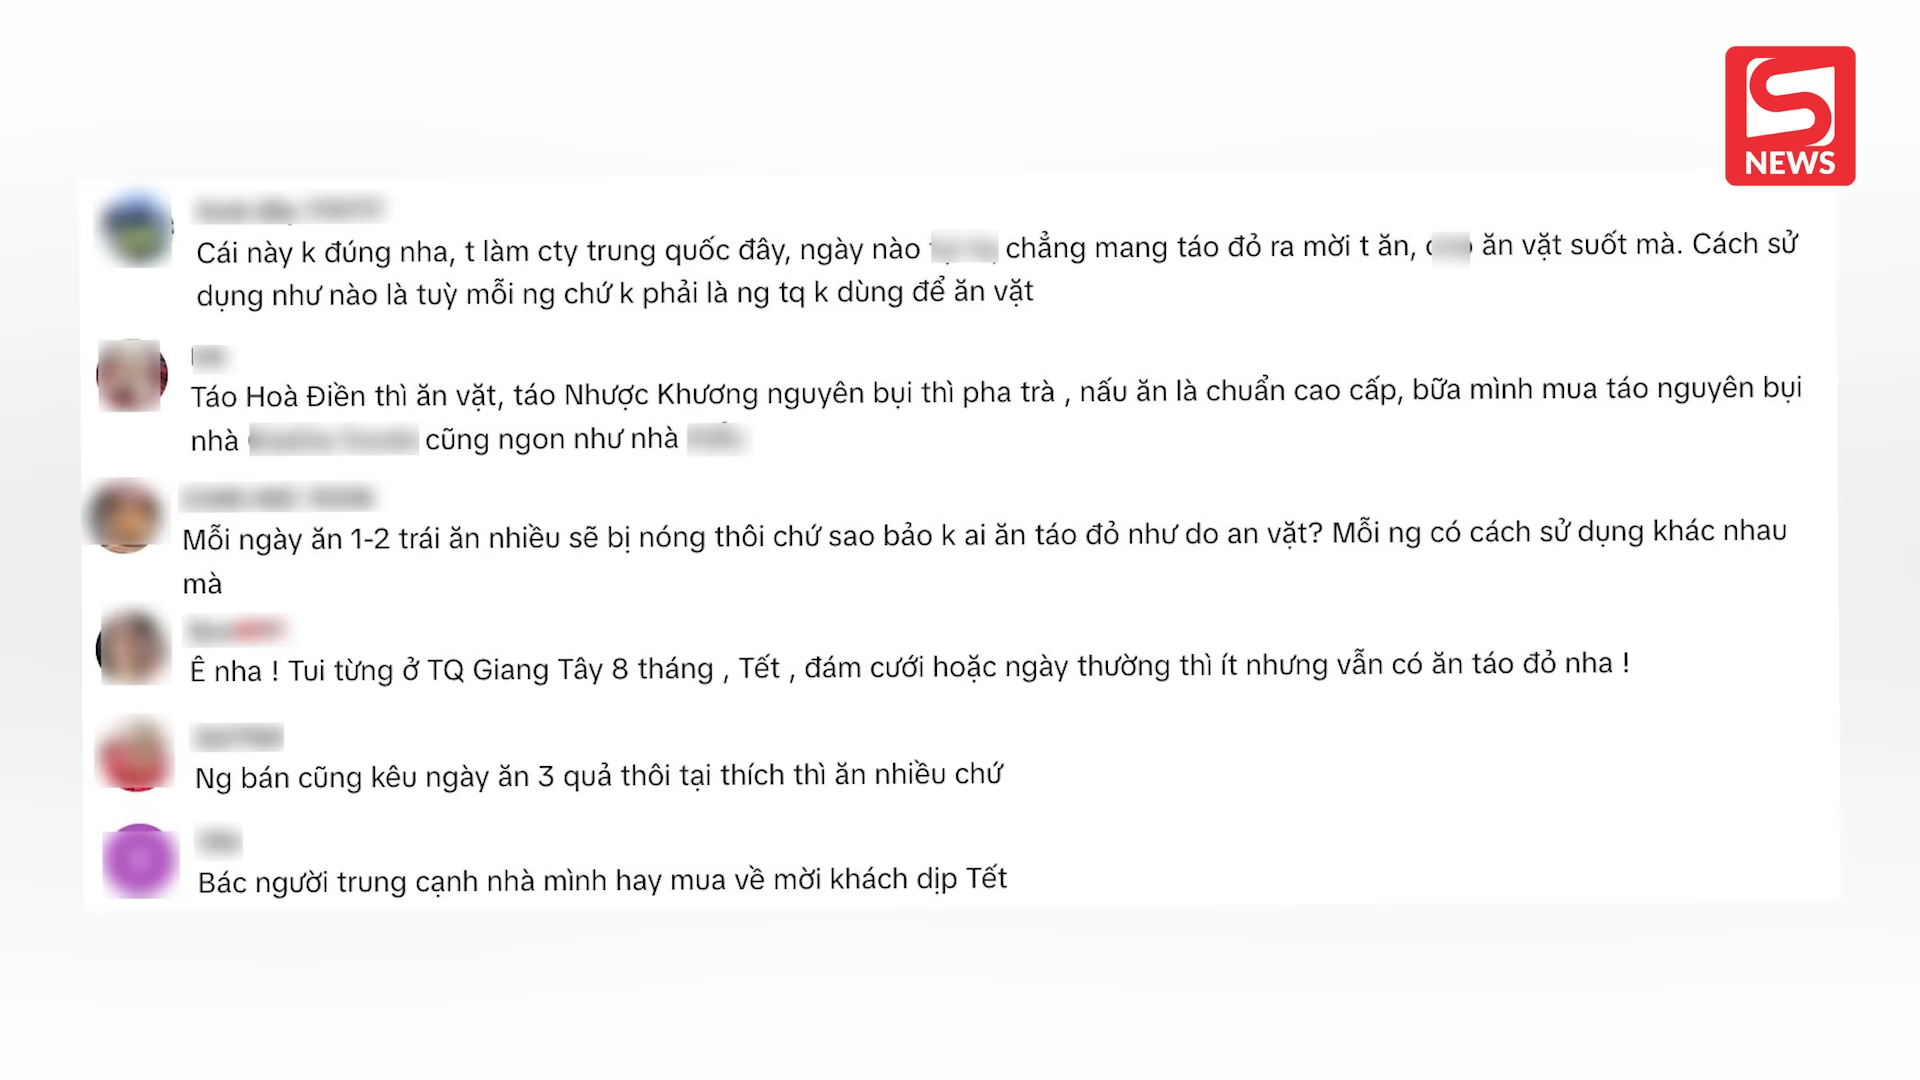 NEWS
Cái này k đúng nha, t làm cty trung quốc đây, ngày nào chẳng mang táo đỏ ra mời t ăn, ăn vặt suốt mà. Cách sử
dụng như nào là tuỳ mỗi ng chứ k phải là ng tq k dùng để ăn vặt
Táo Hoà Điền thì ăn vặt, táo Nhược Khương nguyên bụi thì pha trà , nấu ăn là chuẩn cao cấp, bữa mình mua táo nguyên bụi
nhà cũng ngon như nhà
Mỗi ngày ăn 1-2 trái ăn nhiều sẽ bị nóng thôi chứ sao bảo k ai ăn táo đỏ như do an vặt? Mỗi ng có cách sử dụng khác nhau
mà
Ê nha ! Tui từng ở TQ Giang Tây 8 tháng , Tết , đám cưới hoặc ngày thường thì ít nhưng vẫn có ăn táo đỏ nha !
Ng bán cũng kêu ngày ăn 3 quả thôi tại thích thì ăn nhiều chứ
Bác người trung cạnh nhà mình hay mua về mời khách dịp Tết